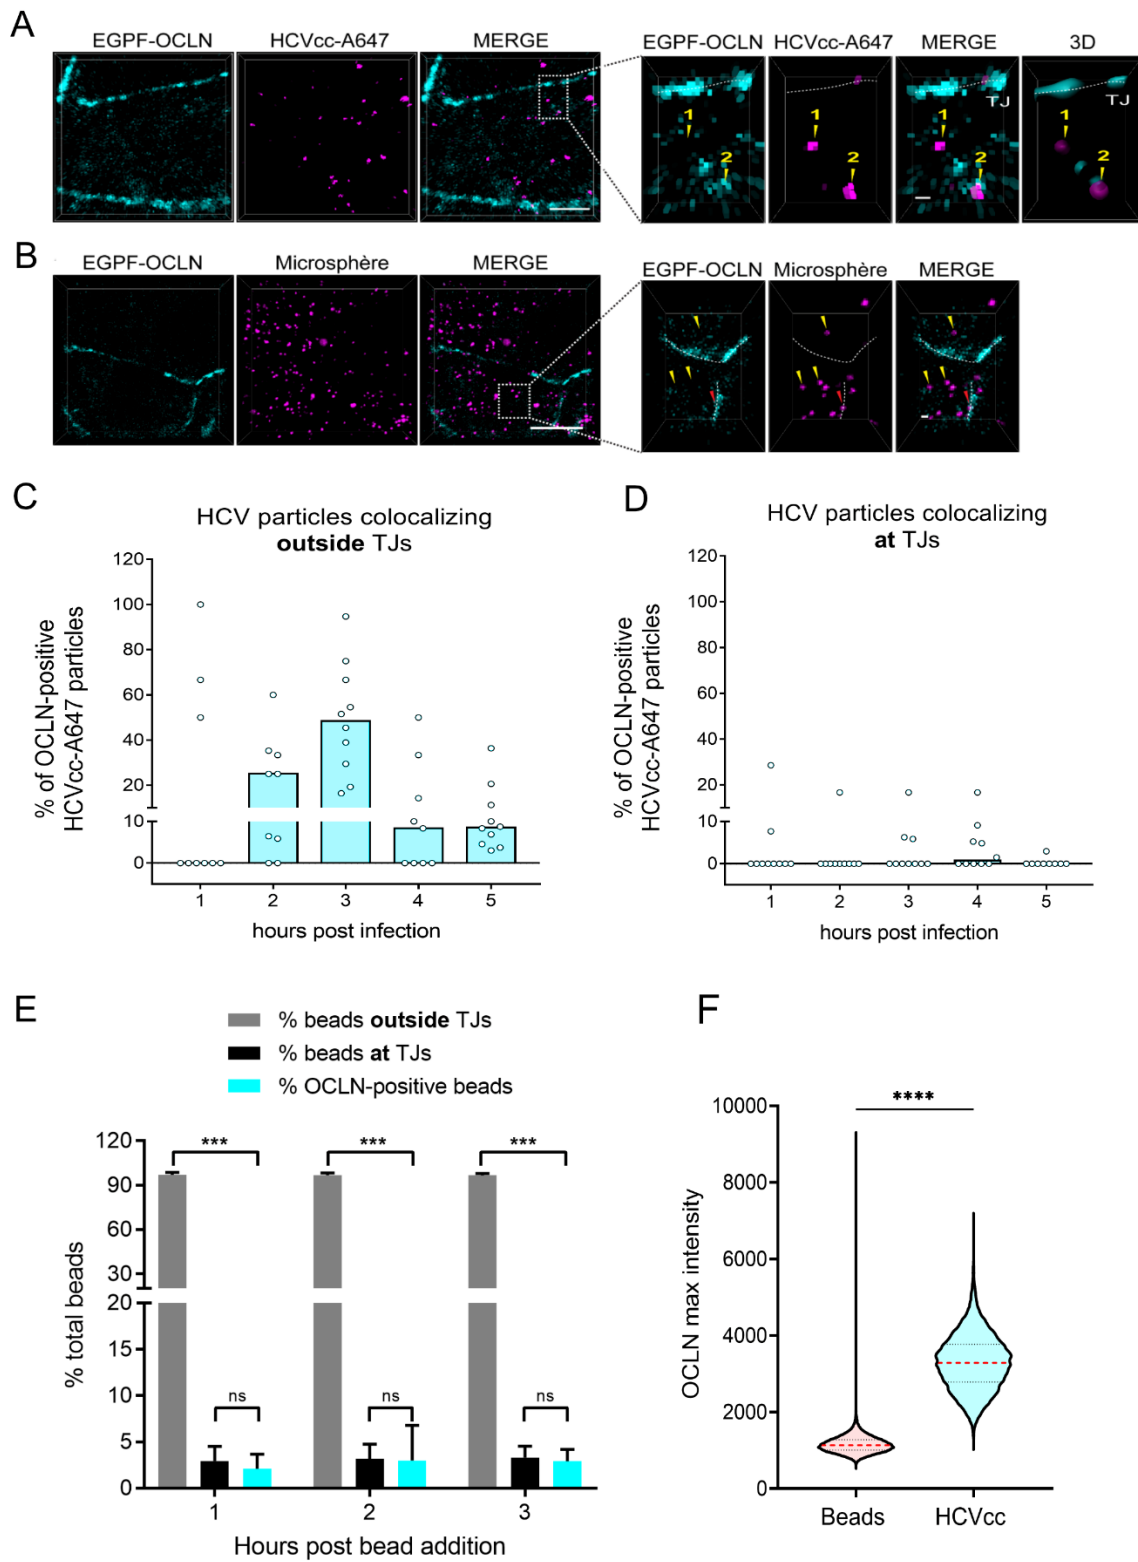 A
EGPF-OCLN HCVcc-A647 MERGE EGPF-OCLN HCVcc-A647 MERGE 3D
TJ TJ
1 1 1 1
2 2 2 2
B
EGPF-OCLN Microsphère MERGE EGPF-OCLN Microsphère MERGE
C
HCV particles colocalizing
outside TJs
% of OCLN-positive
HCVcc-A647 particles
120
100
80
60
40
20
10
0
1 2 3 4 5
hours post infection
D
HCV particles colocalizing
at TJs
% of OCLN-positive
HCVcc-A647 particles
120
100
80
60
40
20
10
0
1 2 3 4 5
hours post infection
E
% beads outside TJs
% beads at TJs
% OCLN-positive beads
% total beads
120
90
60
30
20
15
10
5
0
*** *** ***
ns ns ns
1 2 3
Hours post bead addition
F
OCLN max intensity
10000
8000
6000
4000
2000
0
****
Beads HCVcc